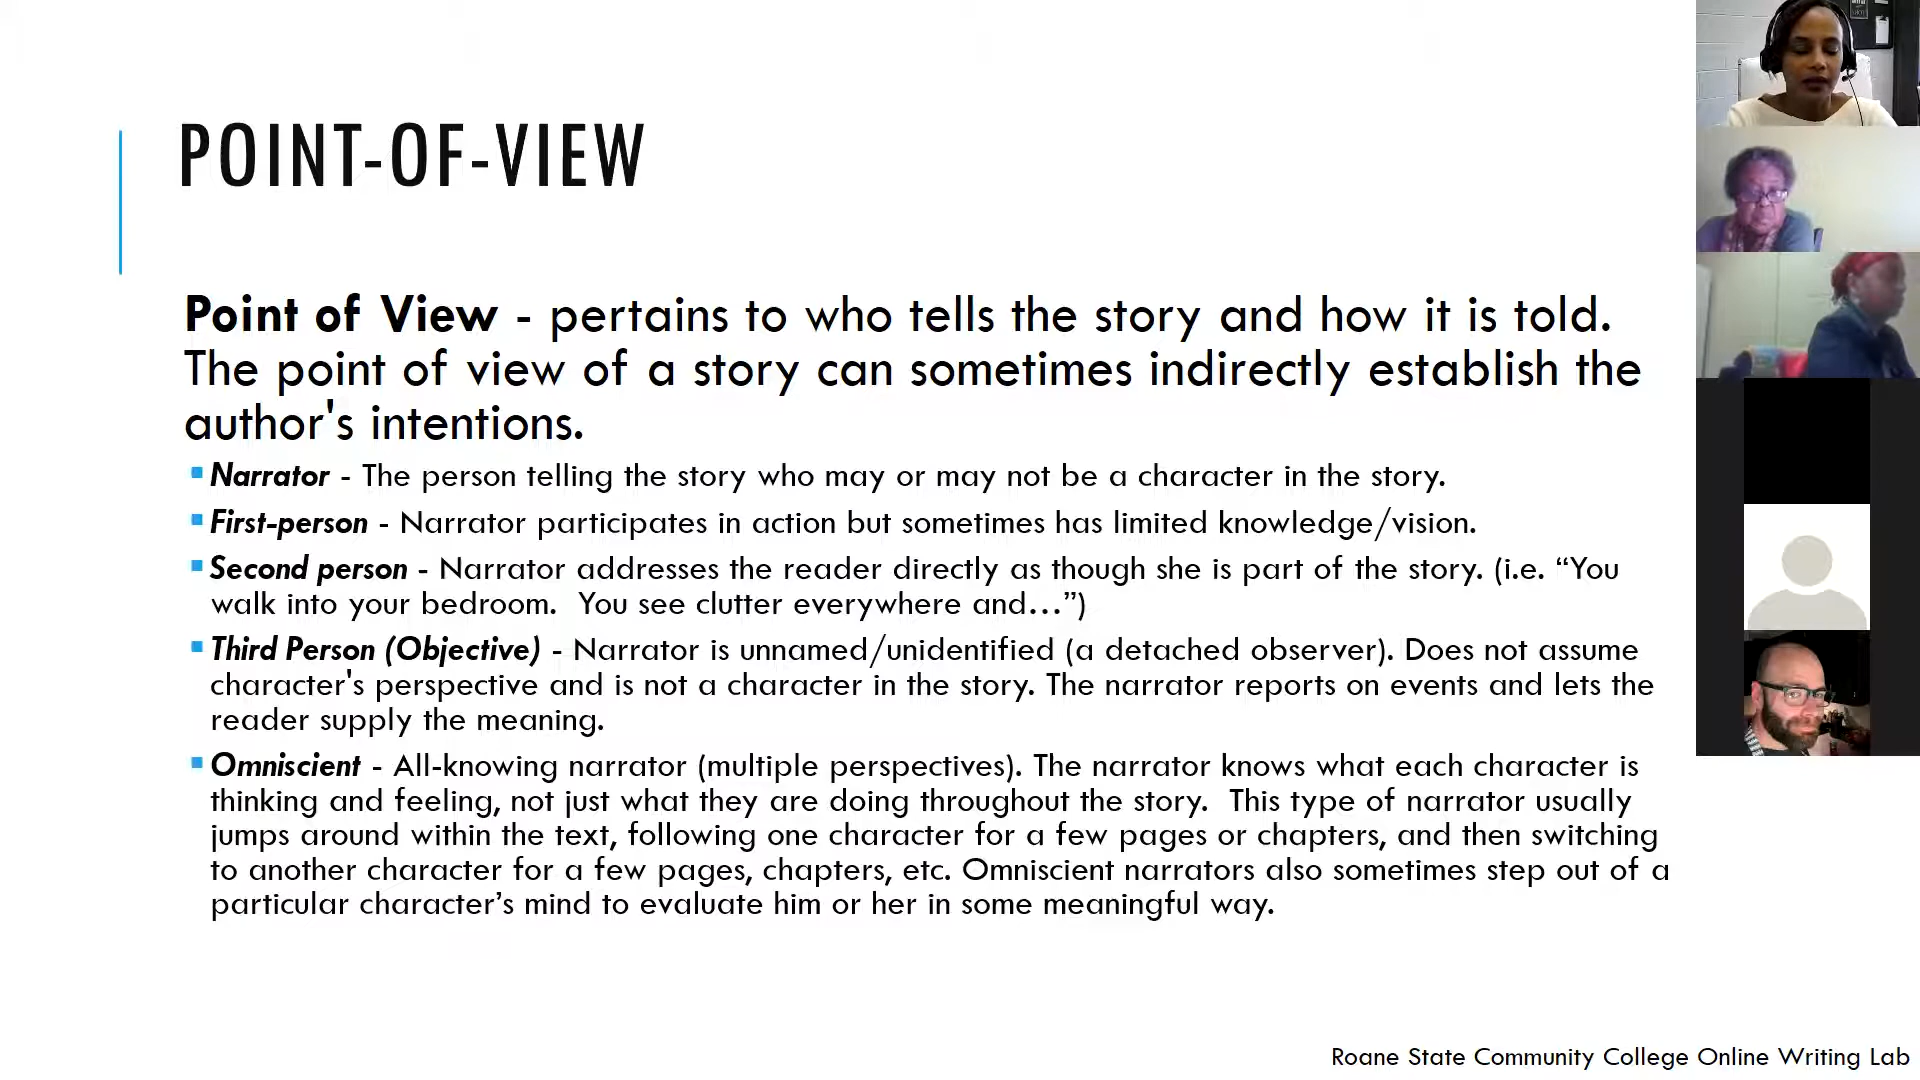 POINT-OF-VIEW
Point of View - pertains to who tells the story and how it is told.
The point of view of a story can sometimes indirectly establish the
author's intentions.
Narrator - The person telling the story who may or may not be a character in the story.
First-person - Narrator participates in action but sometimes has limited knowledge/vision.
Second person - Narrator addresses the reader directly as though she is part of the story. (i.e. “You
walk into your bedroom.  You see clutter everywhere and…”)
Third Person (Objective) - Narrator is unnamed/unidentified (a detached observer). Does not assume
character's perspective and is not a character in the story. The narrator reports on events and lets the
reader supply the meaning.
Omniscient - All-knowing narrator (multiple perspectives). The narrator knows what each character is
thinking and feeling, not just what they are doing throughout the story.  This type of narrator usually
jumps around within the text, following one character for a few pages or chapters, and then switching
to another character for a few pages, chapters, etc. Omniscient narrators also sometimes step out of a
particular character’s mind to evaluate him or her in some meaningful way.
Roane State Community College Online Writing Lab